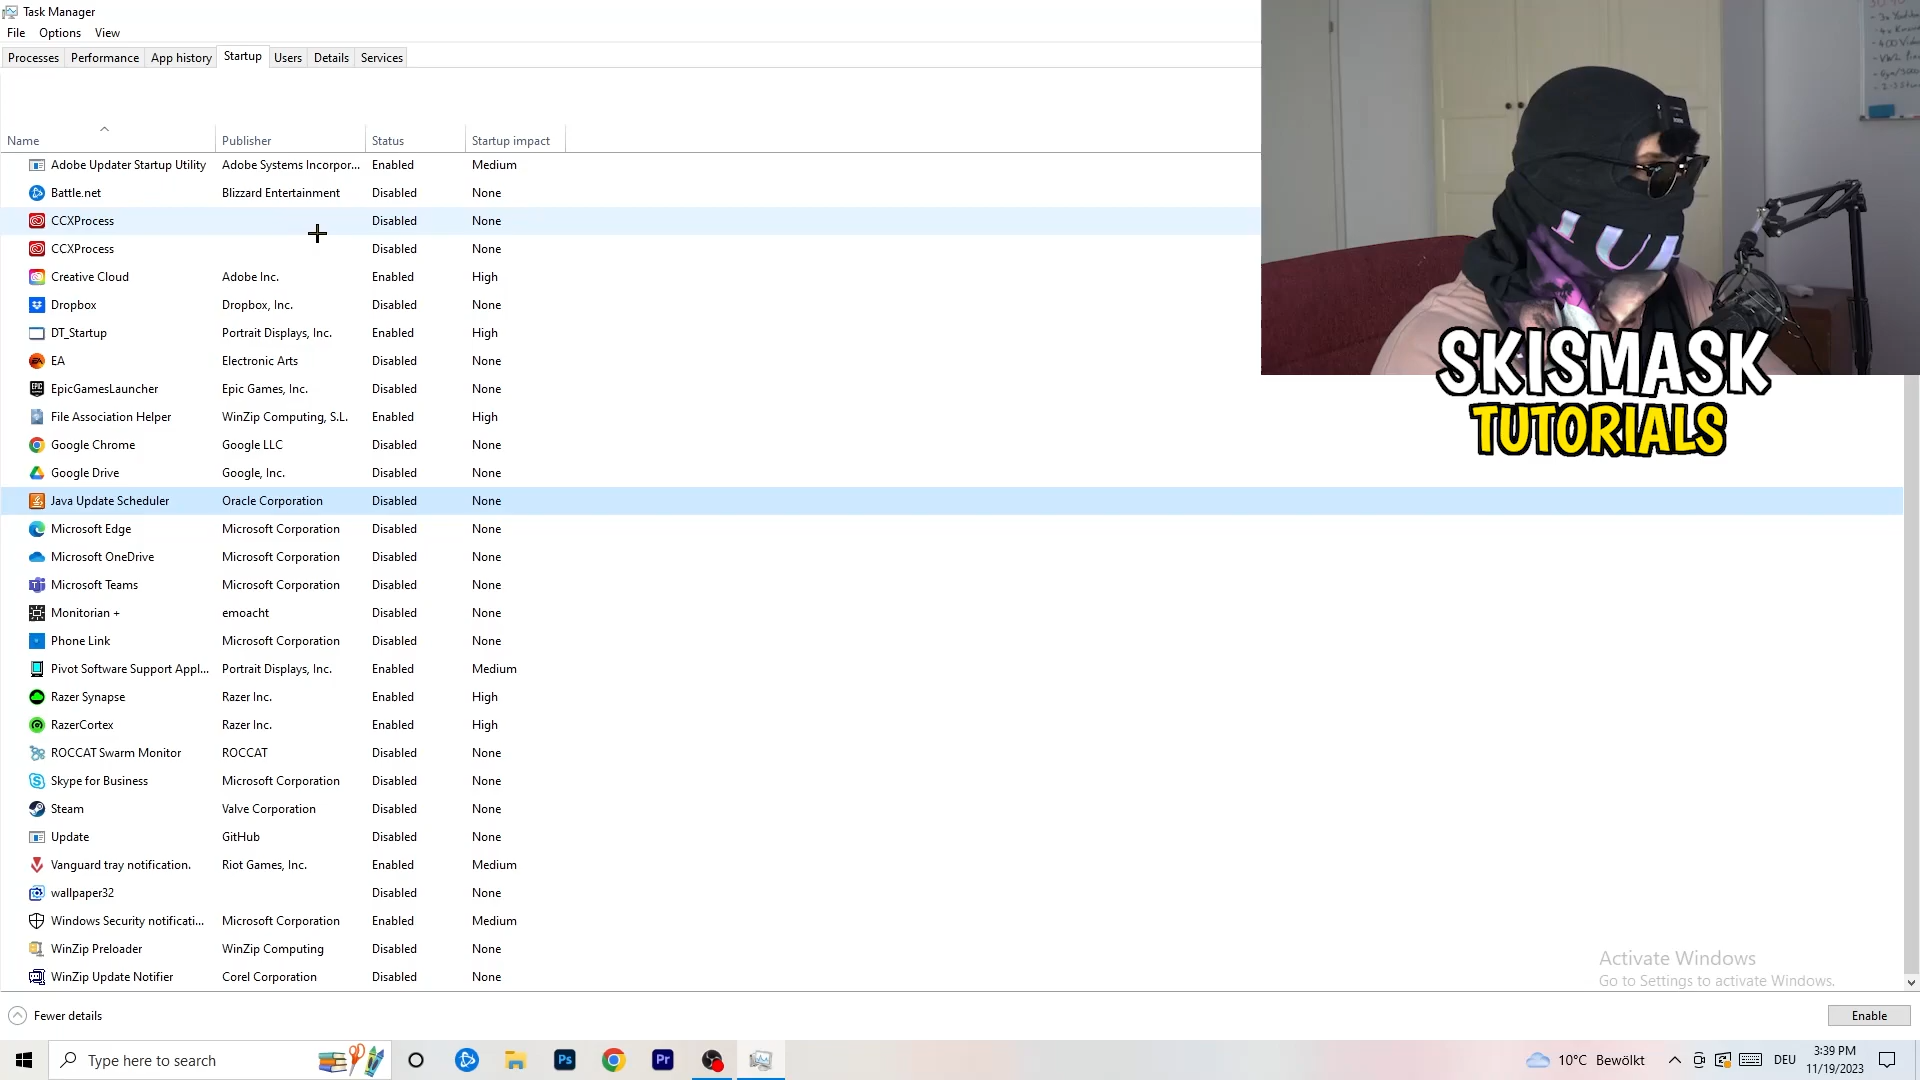 Task Manager
File Options View
Processes Performance App history Startup Users Details Services
Name Publisher Status Startup impact
Adobe Updater Startup Utility Adobe Systems Incorpor... Enabled Medium
Battle.net Blizzard Entertainment Disabled None
CCXProcess Disabled None
CCXProcess Disabled None
Creative Cloud Adobe Inc. Enabled High
Dropbox Dropbox, Inc. Disabled None
DT_Startup Portrait Displays, Inc. Enabled High
EA Electronic Arts Disabled None
EpicGamesLauncher Epic Games, Inc. Disabled None
File Association Helper WinZip Computing, S.L. Enabled High
Google Chrome Google LLC Disabled None
Google Drive Google, Inc. Disabled None
Java Update Scheduler Oracle Corporation Disabled None
Microsoft Edge Microsoft Corporation Disabled None
Microsoft OneDrive Microsoft Corporation Disabled None
Microsoft Teams Microsoft Corporation Disabled None
Monitorian + emoacht Disabled None
Phone Link Microsoft Corporation Disabled None
Pivot Software Support Appl... Portrait Displays, Inc. Enabled Medium
Razer Synapse Razer Inc. Enabled High
RazerCortex Razer Inc. Enabled High
ROCCAT Swarm Monitor ROCCAT Disabled None
Skype for Business Microsoft Corporation Disabled None
Steam Valve Corporation Disabled None
Update GitHub Disabled None
Vanguard tray notification. Riot Games, Inc. Enabled Medium
wallpaper32 Disabled None
Windows Security notificati... Microsoft Corporation Enabled Medium
WinZip Preloader WinZip Computing Disabled None
WinZip Update Notifier Corel Corporation Disabled None
SKISMASK
TUTORIALS
Activate Windows
Go to Settings to activate Windows.
Fewer details
Enable
Type here to search
Ps
Pr
10°C Bewölkt
DEU
3:39 PM
11/19/2023